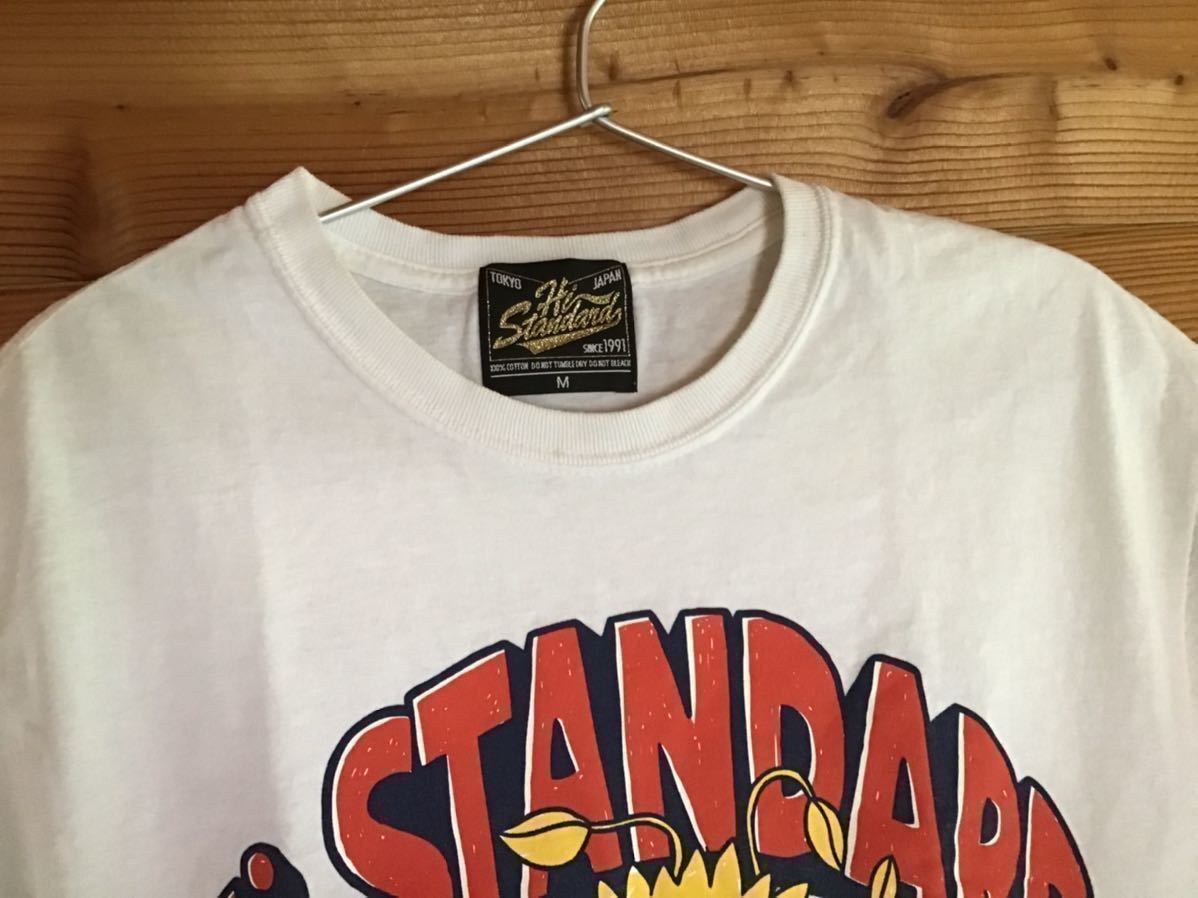 TOKYO JAPAN
Hi-
Standard
SINCE 1991
100% COTTON DO NOT TUMBLE DRY DO NOT BLEACH
M
STANDARD